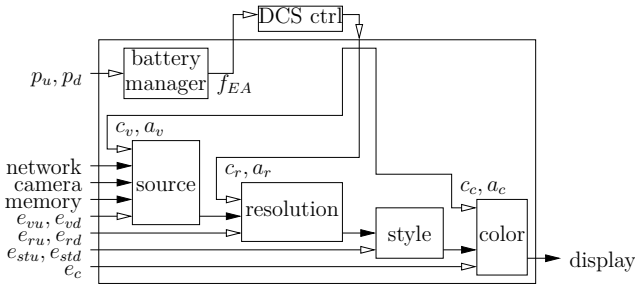 DCS ctrl
battery
manager
p_u, p_d
f_EA
c_v, a_v
network
camera
memory
source
c_r, a_r
resolution
c_c, a_c
e_vu, e_vd
e_ru, e_rd
style
color
e_stu, e_std
e_c
display